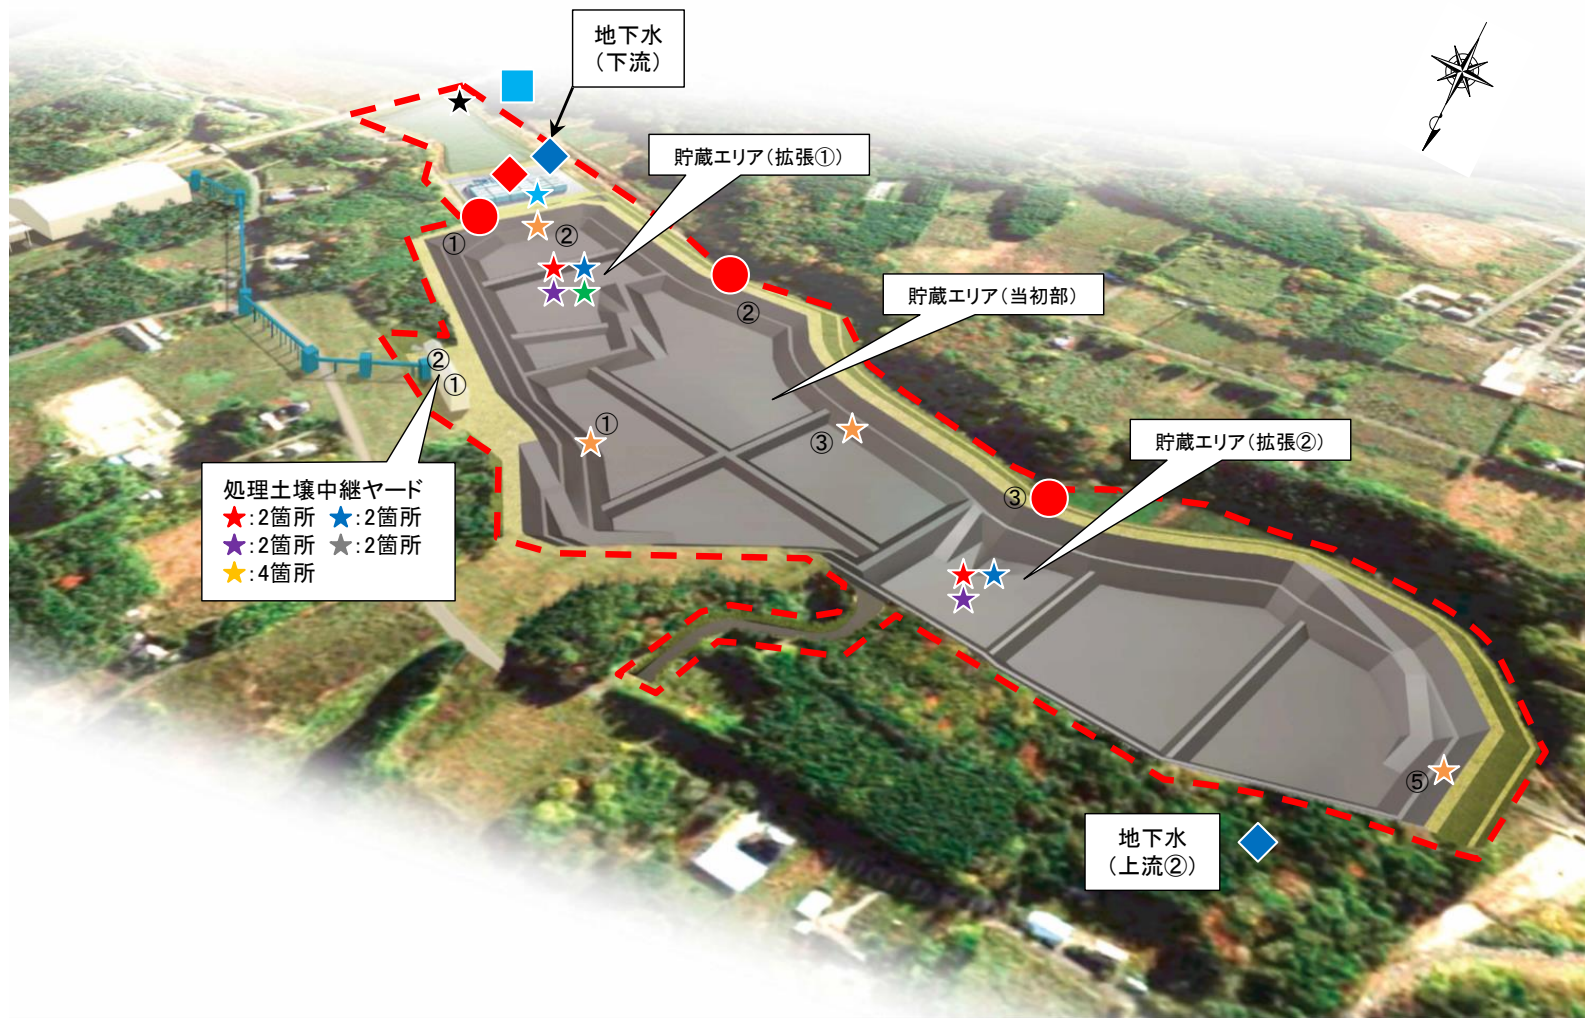 地下水
（下流）
貯蔵エリア（拡張①）
①
②
②
貯蔵エリア（当初部）
②
①
①
③
貯蔵エリア（拡張②）
③
処理土壌中継ヤード
★：2箇所 ★：2箇所
★：2箇所 ★：2箇所
★：4箇所
⑤
地下水
（上流②）